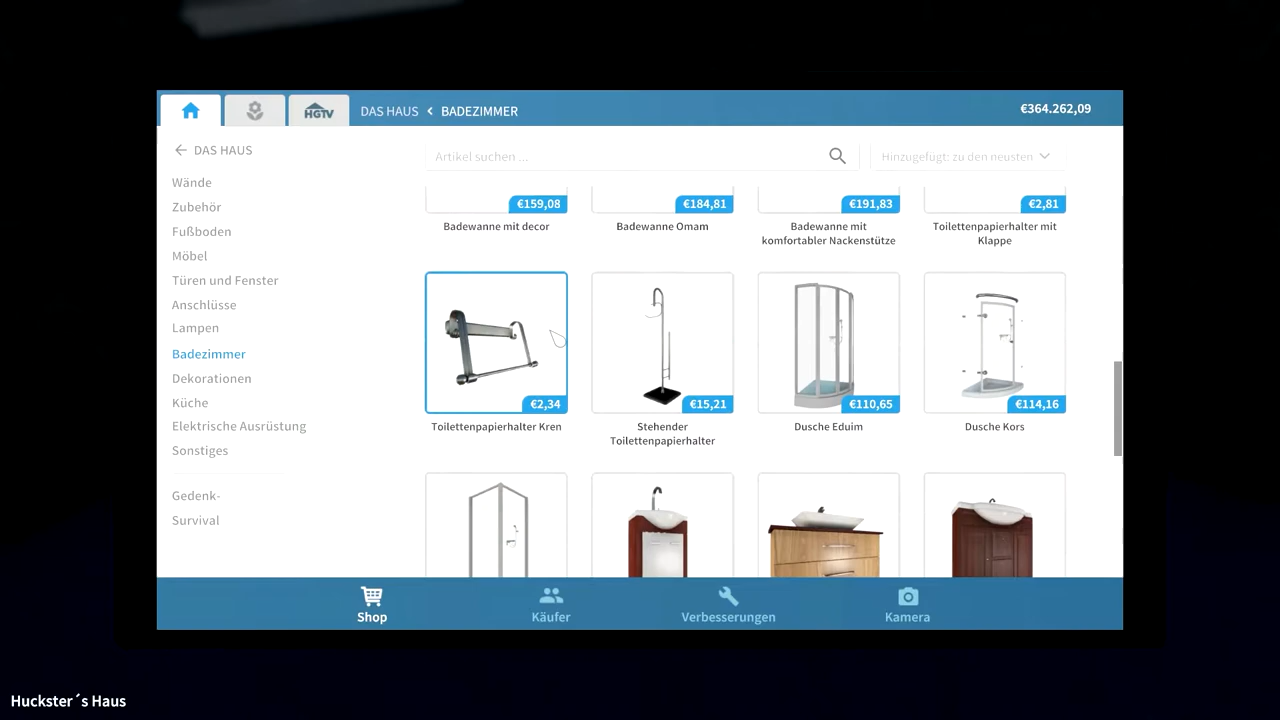 HGTV
DAS HAUS < BADEZIMMER
€364.262,09
DAS HAUS
Artikel suchen ...
Hinzugefügt: zu den neusten
Wände
Zubehör
Fußboden
Möbel
Türen und Fenster
Anschlüsse
Lampen
Badezimmer
Dekorationen
Küche
Elektrische Ausrüstung
Sonstiges
Gedenk-
Survival
€159,08
€184,81
€191,83
€2,81
Badewanne mit decor
Badewanne Omam
Badewanne mit
komfortabler Nackenstütze
Toilettenpapierhalter mit
Klappe
€2,34
€15,21
€110,65
€114,16
Toilettenpapierhalter Kren
Stehender
Toilettenpapierhalter
Dusche Eduim
Dusche Kors
Shop
Käufer
Verbesserungen
Kamera
Huckster´s Haus